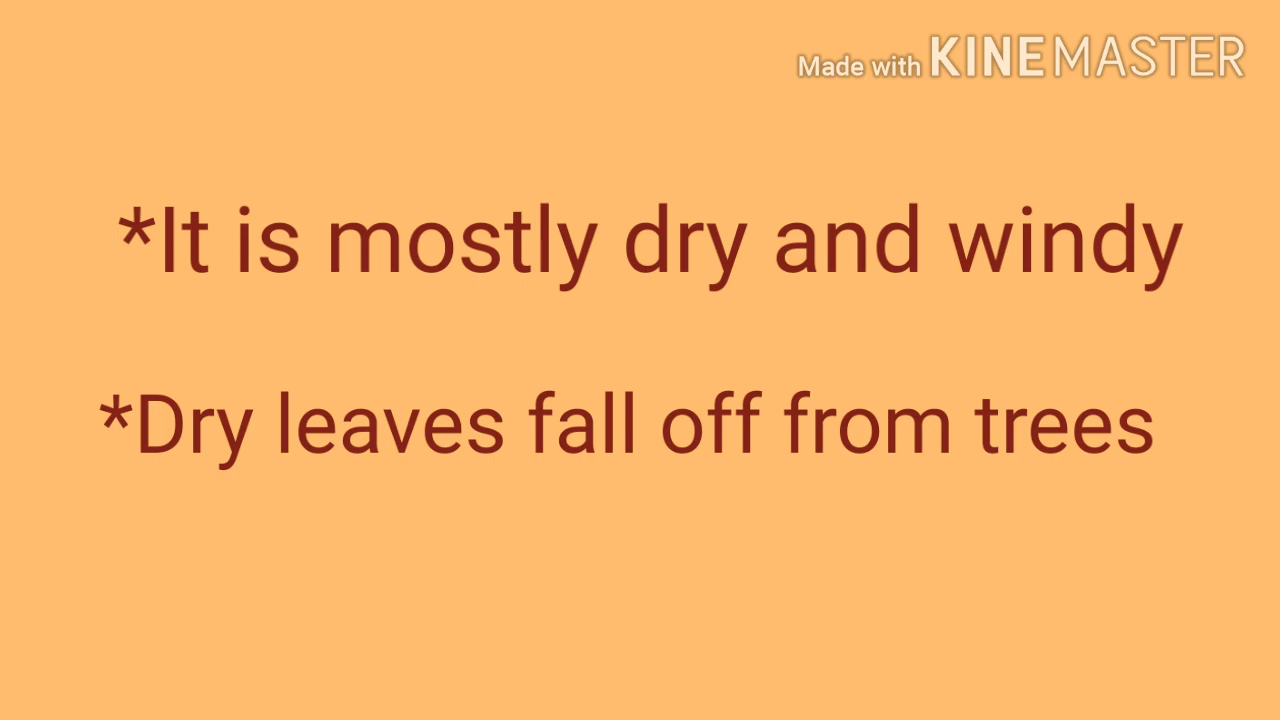 Made with KINEMASTER
*It is mostly dry and windy
*Dry leaves fall off from trees